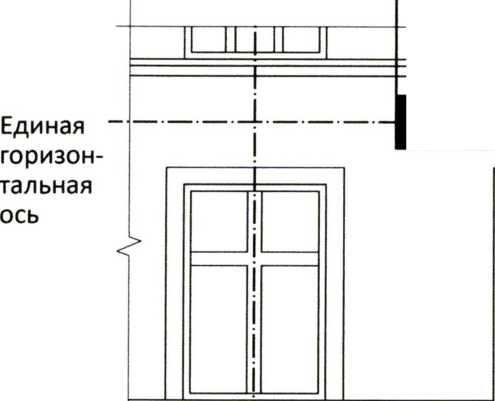 Единая
горизон-
тальная
ось